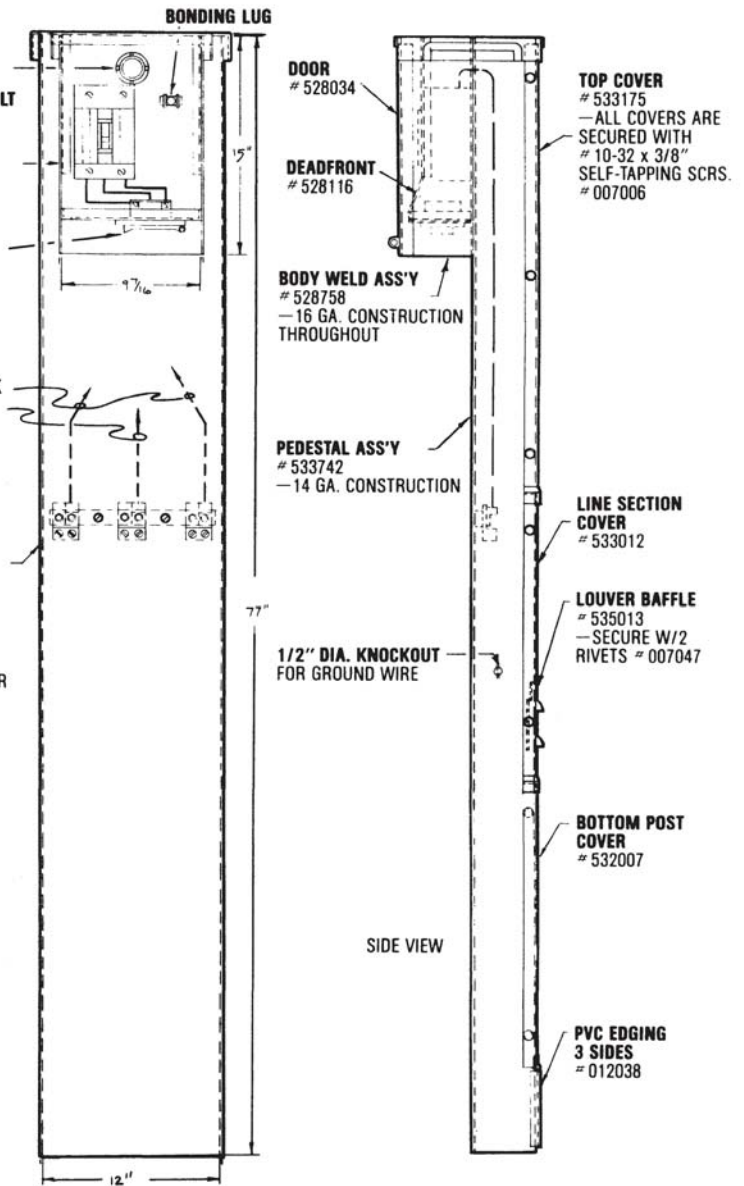 BONDING LUG
LT
15"
9 7/16
R
77"
12"
DOOR
# 528034
DEADFRONT
# 528116
BODY WELD ASS'Y
# 528758
—16 GA. CONSTRUCTION
THROUGHOUT
PEDESTAL ASS'Y
# 533742
—14 GA. CONSTRUCTION
1/2" DIA. KNOCKOUT
FOR GROUND WIRE
SIDE VIEW
TOP COVER
# 533175
—ALL COVERS ARE
SECURED WITH
# 10-32 x 3/8"
SELF-TAPPING SCRS.
# 007006
LINE SECTION
COVER
# 533012
LOUVER BAFFLE
# 535013
—SECURE W/2
RIVETS # 007047
BOTTOM POST
COVER
# 532007
PVC EDGING
3 SIDES
# 012038